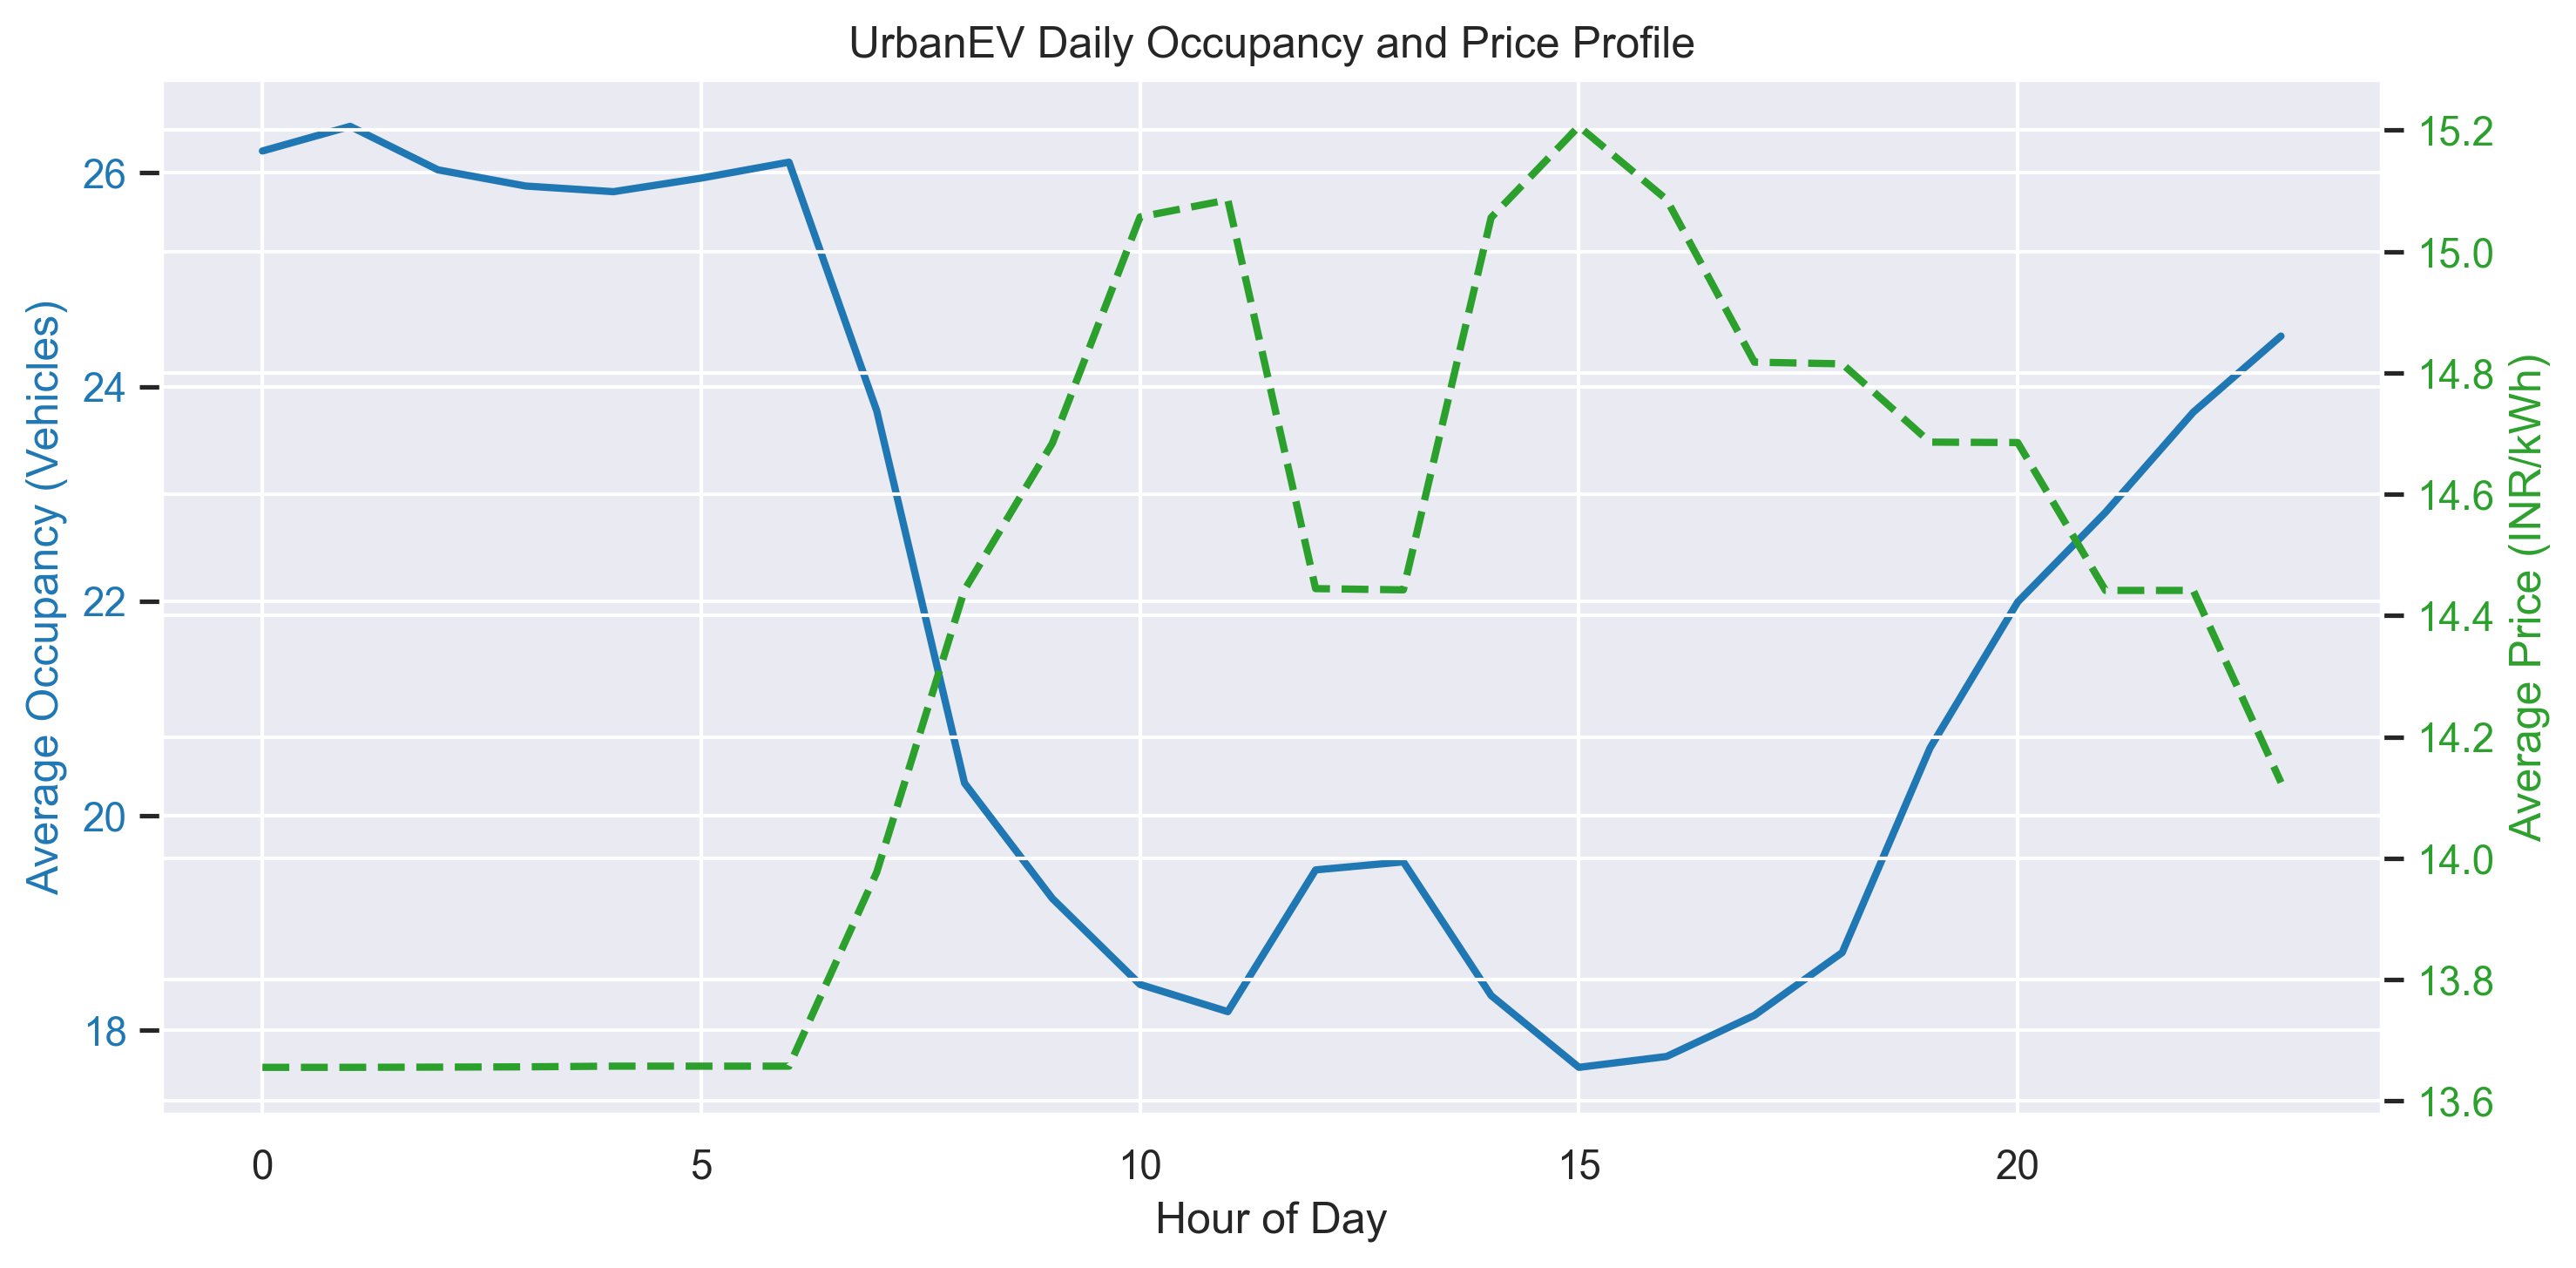 UrbanEV Daily Occupancy and Price Profile
Average Occupancy (Vehicles)
26
24
22
20
18
15.2
15.0
14.8
14.6
14.4
14.2
14.0
13.8
13.6
Average Price (INR/kWh)
0 5 10 15 20
Hour of Day